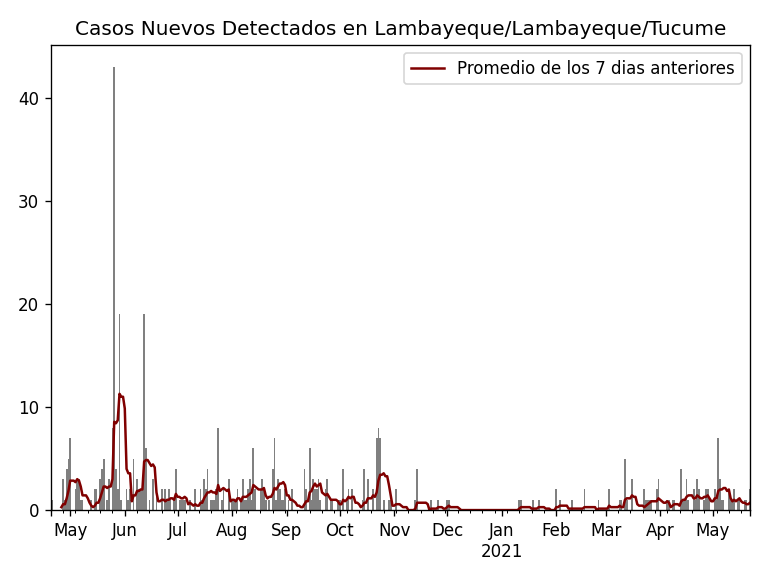 Casos Nuevos Detectados en Lambayeque/Lambayeque/Tucume
Promedio de los 7 dias anteriores
40
30
20
10
0
May Jun Jul Aug Sep Oct Nov Dec Jan Feb Mar Apr May
2021